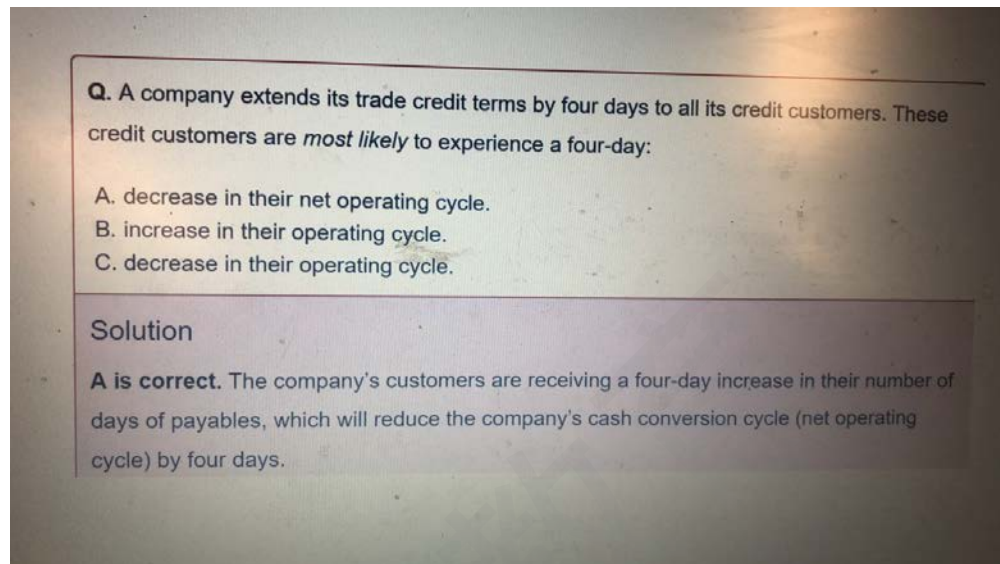 Q. A company extends its trade credit terms by four days to all its credit customers. These
credit customers are most likely to experience a four-day:
A. decrease in their net operating cycle.
B. increase in their operating cycle.
C. decrease in their operating cycle.
Solution
A is correct. The company's customers are receiving a four-day increase in their number of
days of payables, which will reduce the company's cash conversion cycle (net operating
cycle) by four days.